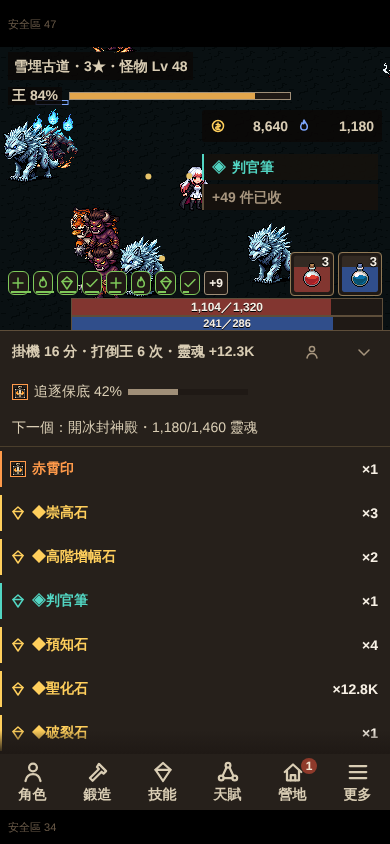 安全區 47
雪埋古道・3★・怪物 Lv 48
王 84%
8,640 1,180
◈ 判官筆
+49 件已收
3 3
+9
1,104／1,320
241／286
掛機 16 分・打倒王 6 次・靈魂 +12.3K
追逐保底 42%
下一個：開冰封神殿・1,180/1,460 靈魂
赤霄印 ×1
◆崇高石 ×3
◆高階增幅石 ×2
◈判官筆 ×1
◆預知石 ×4
◆聖化石 ×12.8K
◆破裂石 ×1
1
角色 鍛造 技能 天賦 營地 更多
安全區 34